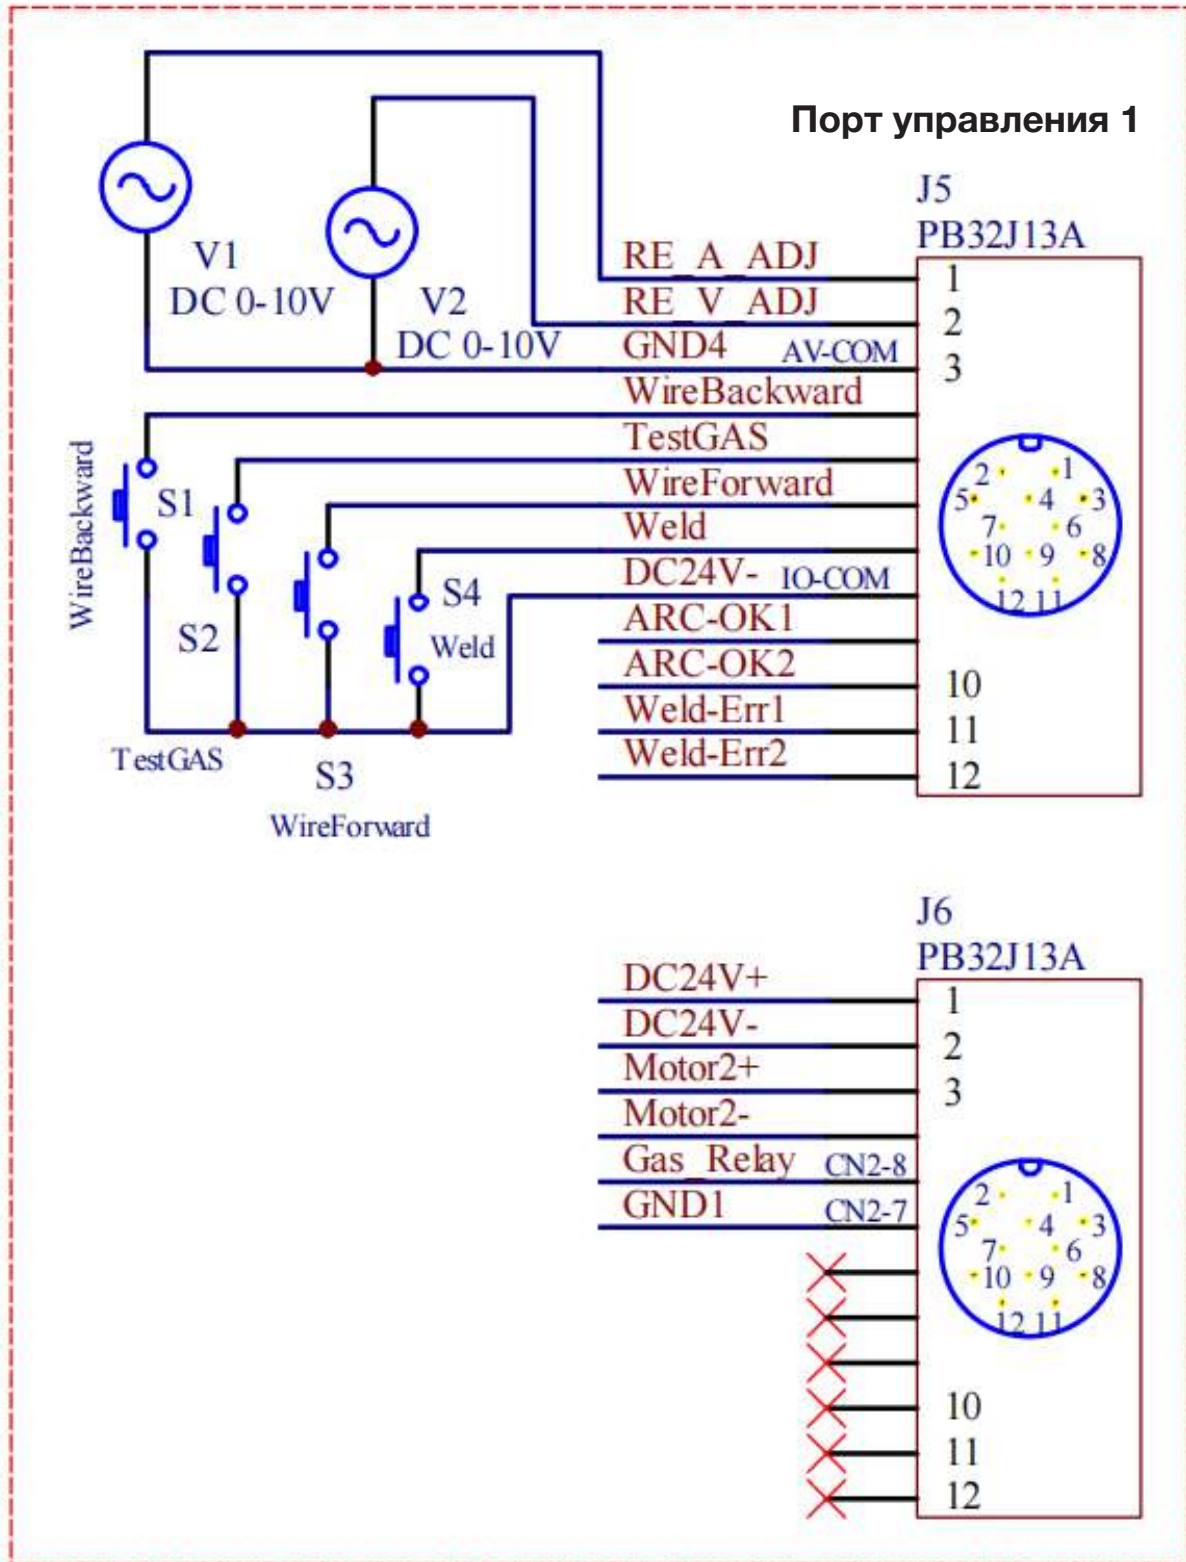 Порт управления 1
J5
PB32J13A
V1
DC 0-10V
V2
DC 0-10V
RE_A_ADJ
1
RE_V_ADJ
2
GND4 AV-COM
3
WireBackward
TestGAS
WireForward
Weld
DC24V- IO-COM
ARC-OK1
ARC-OK2
10
Weld-Err1
11
Weld-Err2
12
2 1
5 4 3
7 6
10 9 8
12 11
WireBackward
S1
S2
TestGAS
S3
WireForward
S4
Weld
J6
PB32J13A
DC24V+
1
DC24V-
2
Motor2+
3
Motor2-
Gas_Relay CN2-8
GND1 CN2-7
2 1
5 4 3
7 6
10 9 8
12 11
10
11
12